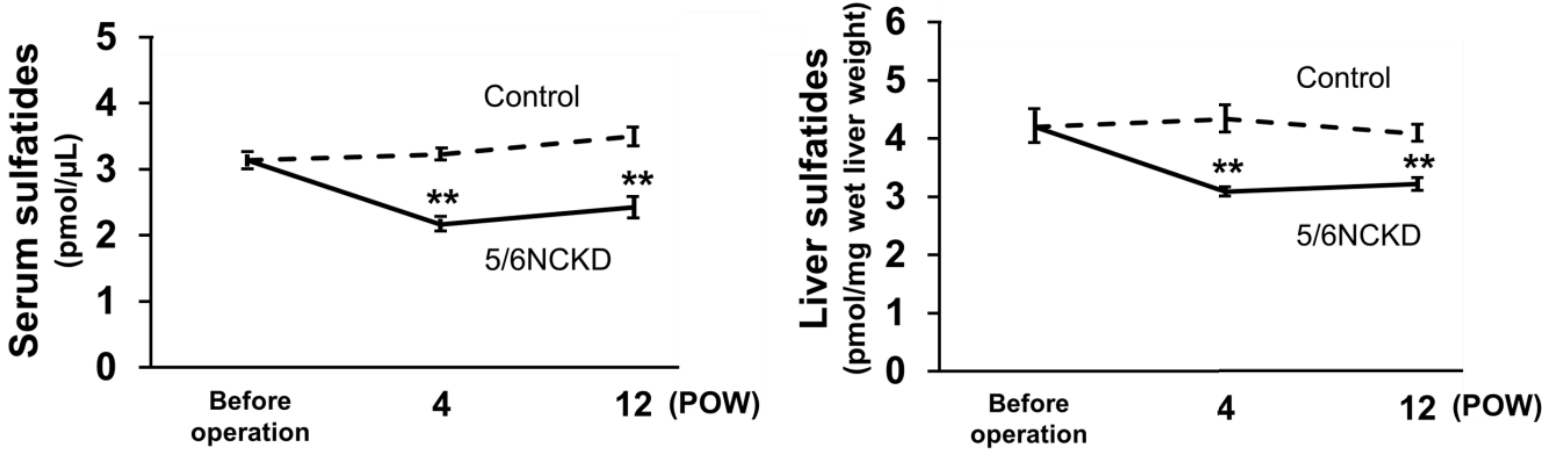 Serum sulfatides
(pmol/µL)
5
4
3
2
1
0
Control
**
**
5/6NCKD
Before
operation
4
12 (POW)
Liver sulfatides
(pmol/mg wet liver weight)
6
5
4
3
2
1
0
Control
**
**
5/6NCKD
Before
operation
4
12 (POW)